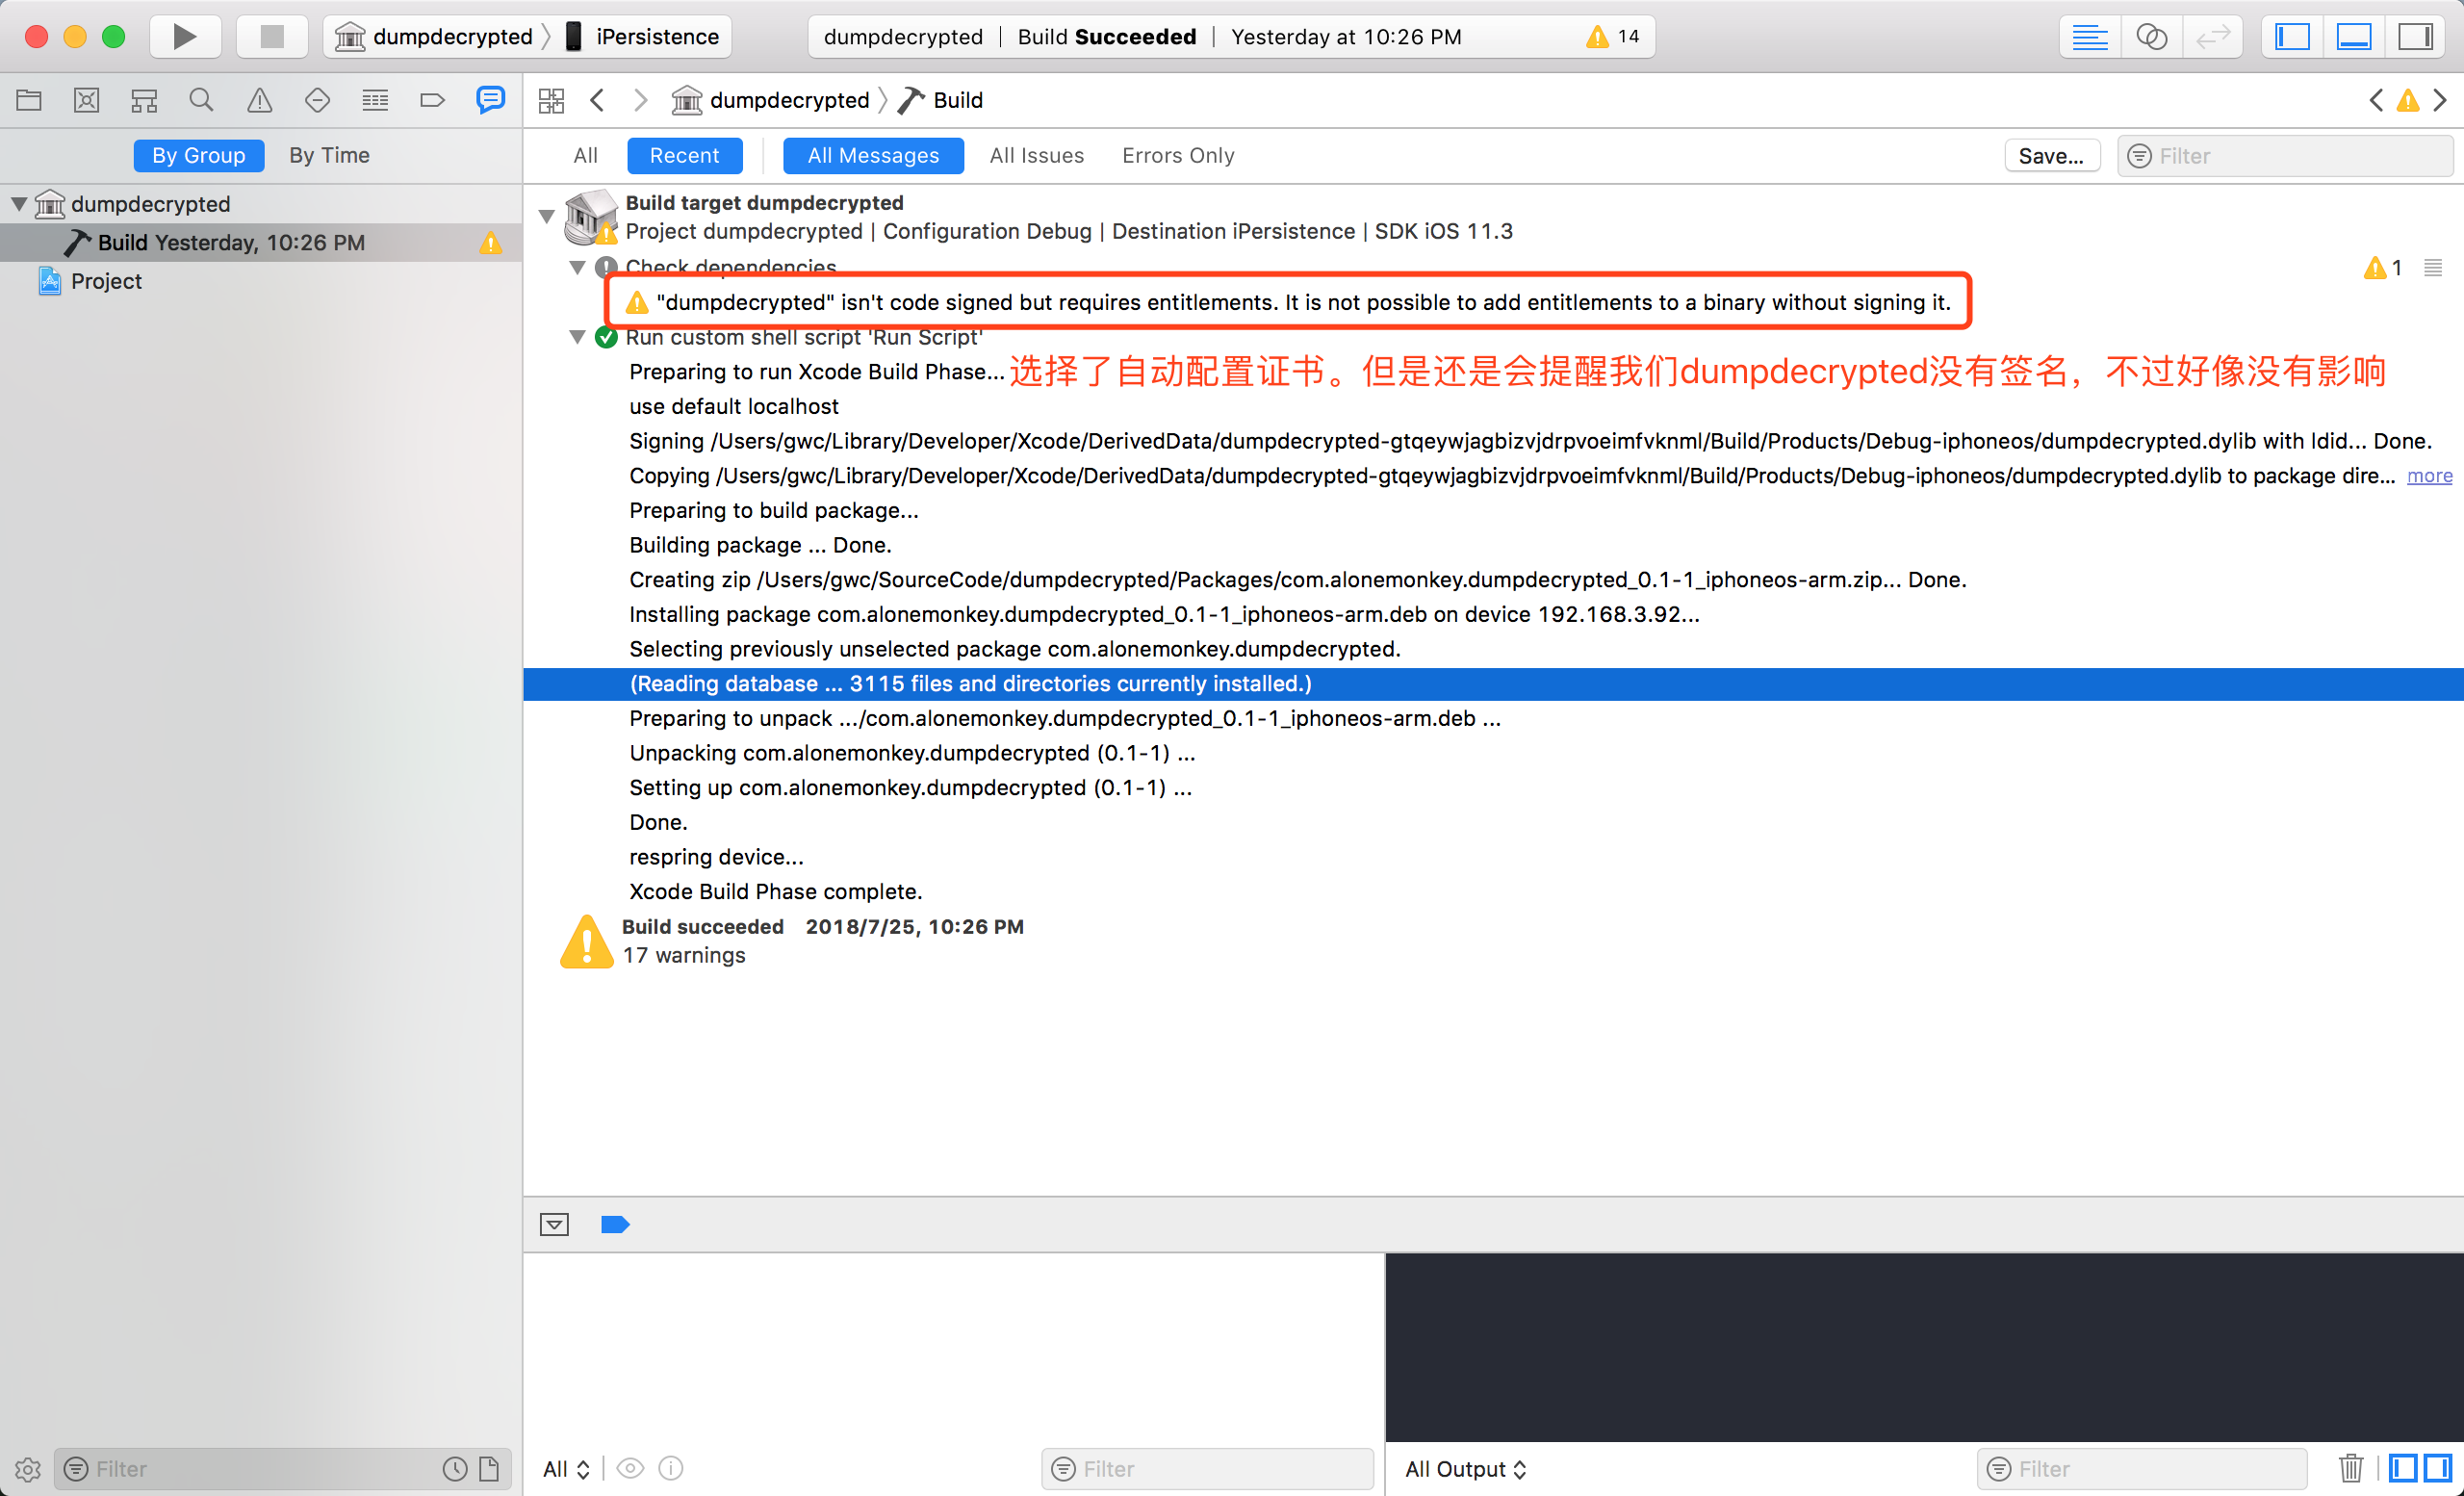 dumpdecrypted 〉 iPersistence
dumpdecrypted | Build Succeeded | Yesterday at 10:26 PM 14
dumpdecrypted 〉 Build
By Group By Time
All Recent All Messages All Issues Errors Only Save... Filter
dumpdecrypted
Build Yesterday, 10:26 PM
Project
Build target dumpdecrypted
Project dumpdecrypted | Configuration Debug | Destination iPersistence | SDK iOS 11.3
Check dependencies 1
"dumpdecrypted" isn't code signed but requires entitlements. It is not possible to add entitlements to a binary without signing it.
Run custom shell script 'Run Script'
Preparing to run Xcode Build Phase... 选择了自动配置证书。但是还是会提醒我们dumpdecrypted没有签名，不过好像没有影响
use default localhost
Signing /Users/gwc/Library/Developer/Xcode/DerivedData/dumpdecrypted-gtqeywjagbizvjdrpvoeimfvknml/Build/Products/Debug-iphoneos/dumpdecrypted.dylib with ldid... Done.
Copying /Users/gwc/Library/Developer/Xcode/DerivedData/dumpdecrypted-gtqeywjagbizvjdrpvoeimfvknml/Build/Products/Debug-iphoneos/dumpdecrypted.dylib to package dire... more
Preparing to build package...
Building package ... Done.
Creating zip /Users/gwc/SourceCode/dumpdecrypted/Packages/com.alonemonkey.dumpdecrypted_0.1-1_iphoneos-arm.zip... Done.
Installing package com.alonemonkey.dumpdecrypted_0.1-1_iphoneos-arm.deb on device 192.168.3.92...
Selecting previously unselected package com.alonemonkey.dumpdecrypted.
(Reading database ... 3115 files and directories currently installed.)
Preparing to unpack .../com.alonemonkey.dumpdecrypted_0.1-1_iphoneos-arm.deb ...
Unpacking com.alonemonkey.dumpdecrypted (0.1-1) ...
Setting up com.alonemonkey.dumpdecrypted (0.1-1) ...
Done.
respring device...
Xcode Build Phase complete.
Build succeeded 2018/7/25, 10:26 PM
17 warnings
Filter All Filter All Output Filter